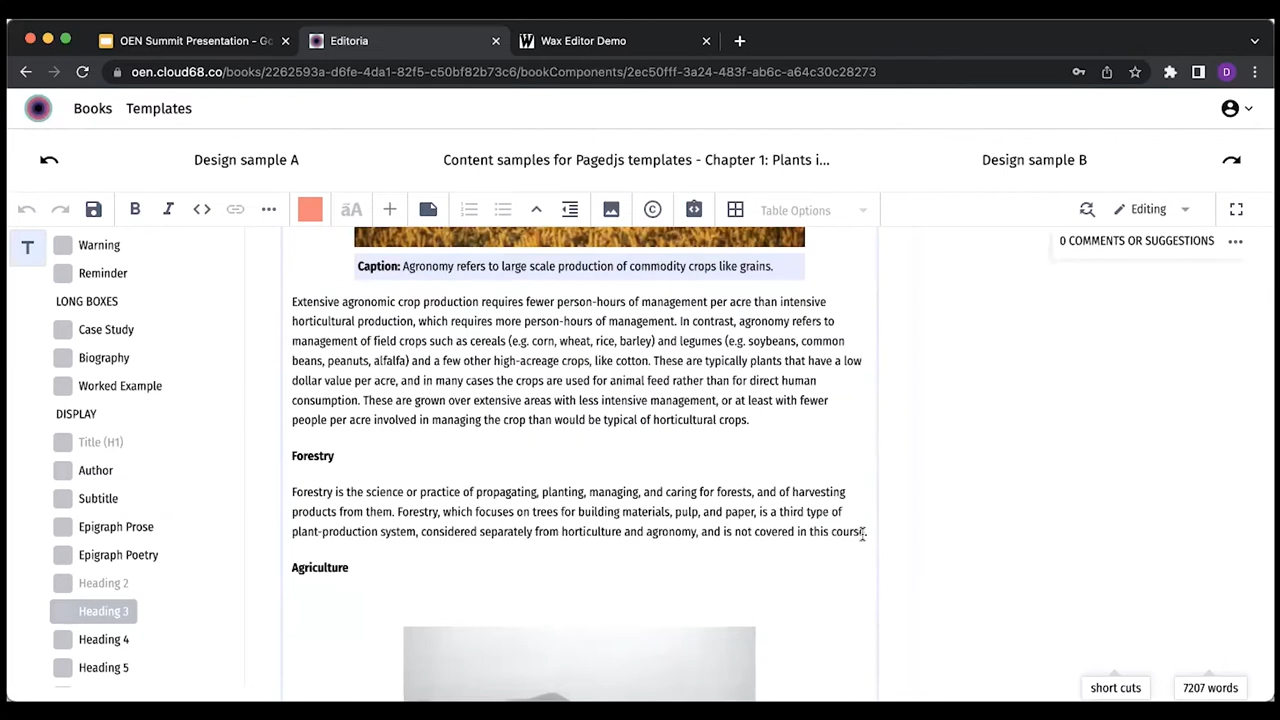 OEN Summit Presentation - Go
Editoria
Wax Editor Demo
oen.cloud68.co/books/2262593a-d6fe-4da1-82f5-c50bf82b73c6/bookComponents/2ec50fff-3a24-483f-ab6c-a64c30c28273
D
Books
Templates
Design sample A
Content samples for Pagedjs templates - Chapter 1: Plants i...
Design sample B
B
I
aA
Table Options
Editing
T
Warning
Reminder
LONG BOXES
Case Study
Biography
Worked Example
DISPLAY
Title (H1)
Author
Subtitle
Epigraph Prose
Epigraph Poetry
Heading 2
Heading 3
Heading 4
Heading 5
Caption: Agronomy refers to large scale production of commodity crops like grains.
Extensive agronomic crop production requires fewer person-hours of management per acre than intensive
horticultural production, which requires more person-hours of management. In contrast, agronomy refers to
management of field crops such as cereals (e.g. corn, wheat, rice, barley) and legumes (e.g. soybeans, common
beans, peanuts, alfalfa) and a few other high-acreage crops, like cotton. These are typically plants that have a low
dollar value per acre, and in many cases the crops are used for animal feed rather than for direct human
consumption. These are grown over extensive areas with less intensive management, or at least with fewer
people per acre involved in managing the crop than would be typical of horticultural crops.
Forestry
Forestry is the science or practice of propagating, planting, managing, and caring for forests, and of harvesting
products from them. Forestry, which focuses on trees for building materials, pulp, and paper, is a third type of
plant-production system, considered separately from horticulture and agronomy, and is not covered in this course.
Agriculture
0 COMMENTS OR SUGGESTIONS
short cuts
7207 words